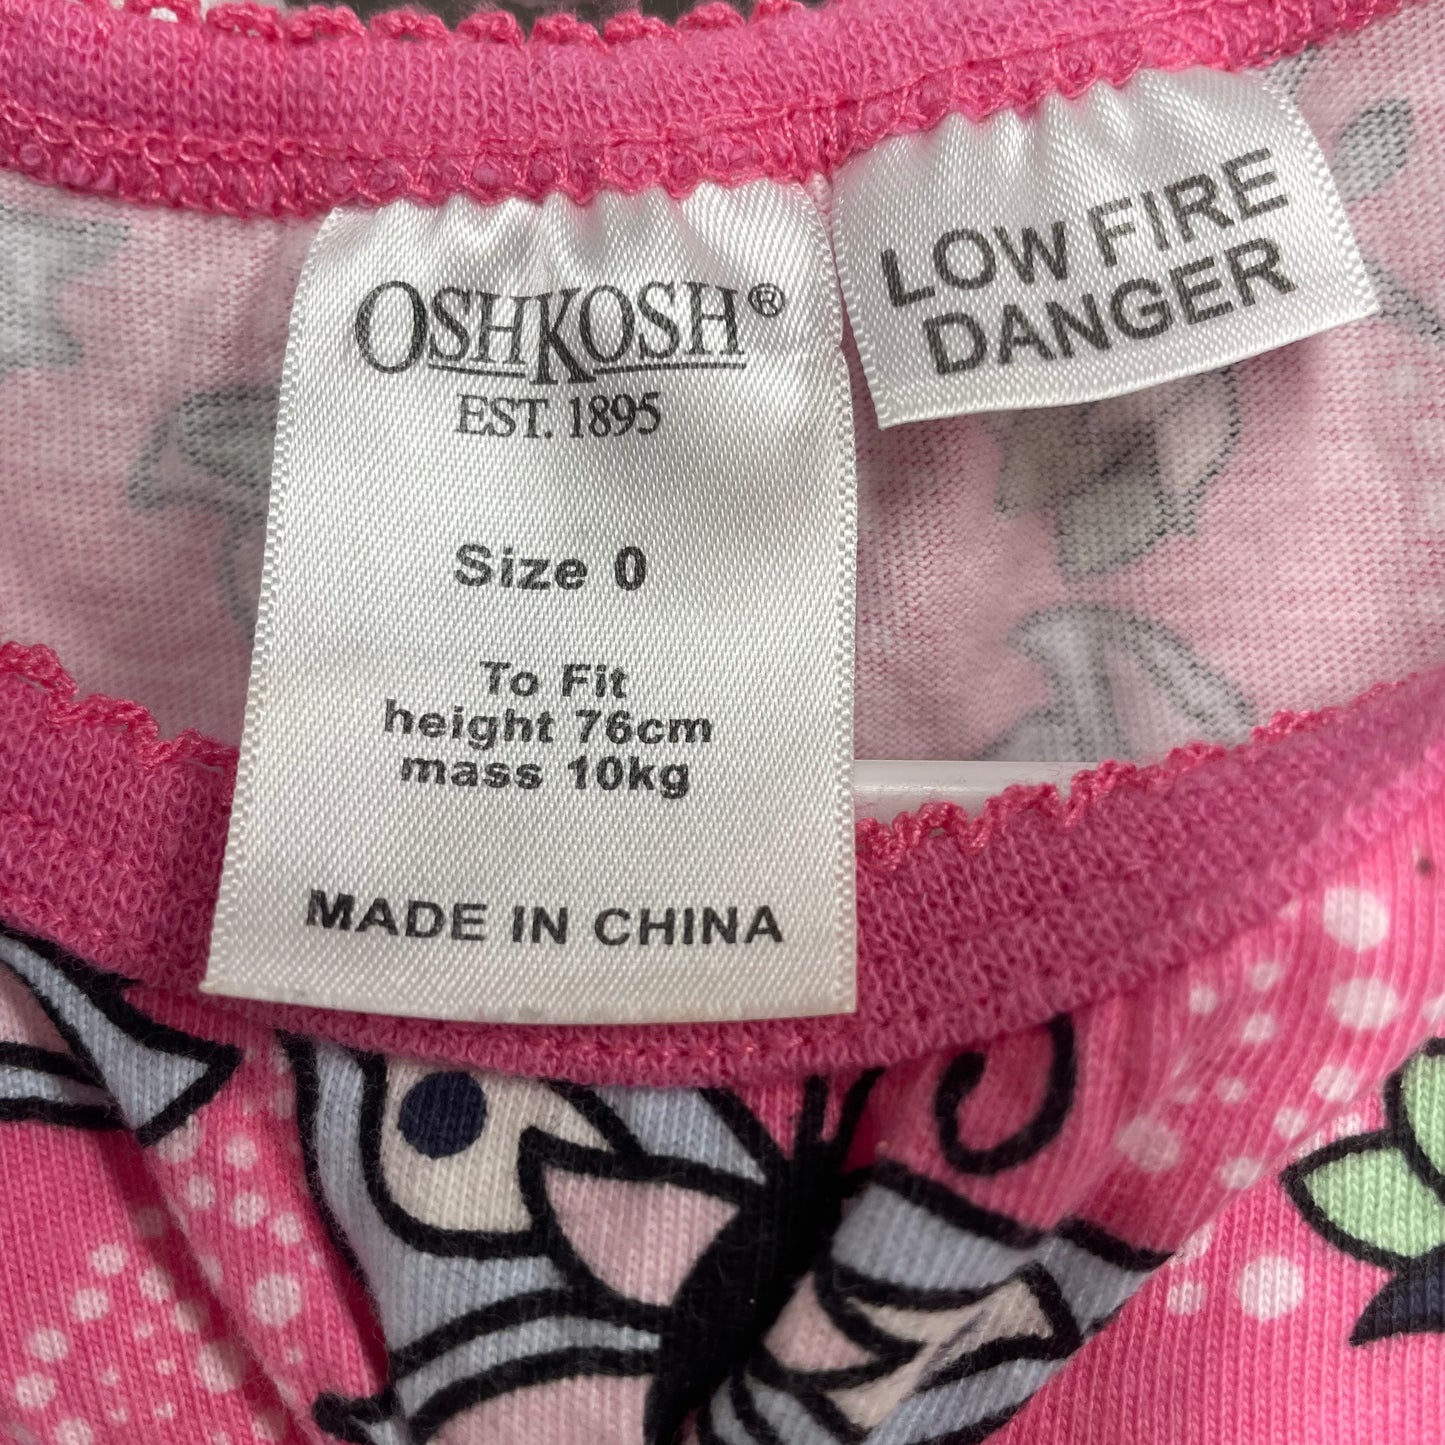 OSHKOSH®
EST. 1895
Size 0
To Fit
height 76cm
mass 10kg
MADE IN CHINA
LOW FIRE
DANGER